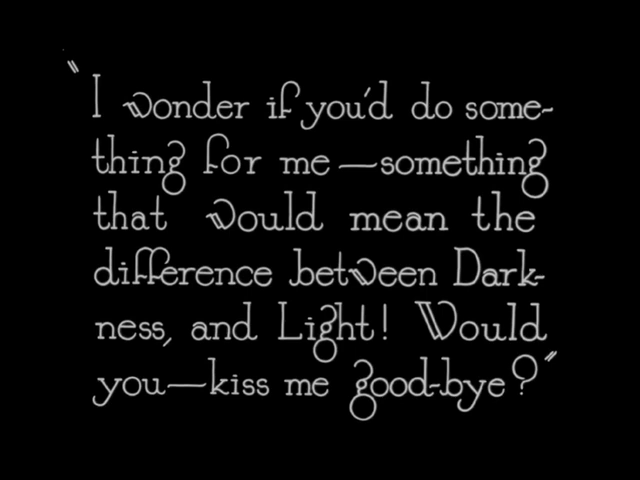 "I wonder if you'd do some-
thing for me—something
that would mean the
difference between Dark-
ness, and Light! Would
you—kiss me good-bye?"